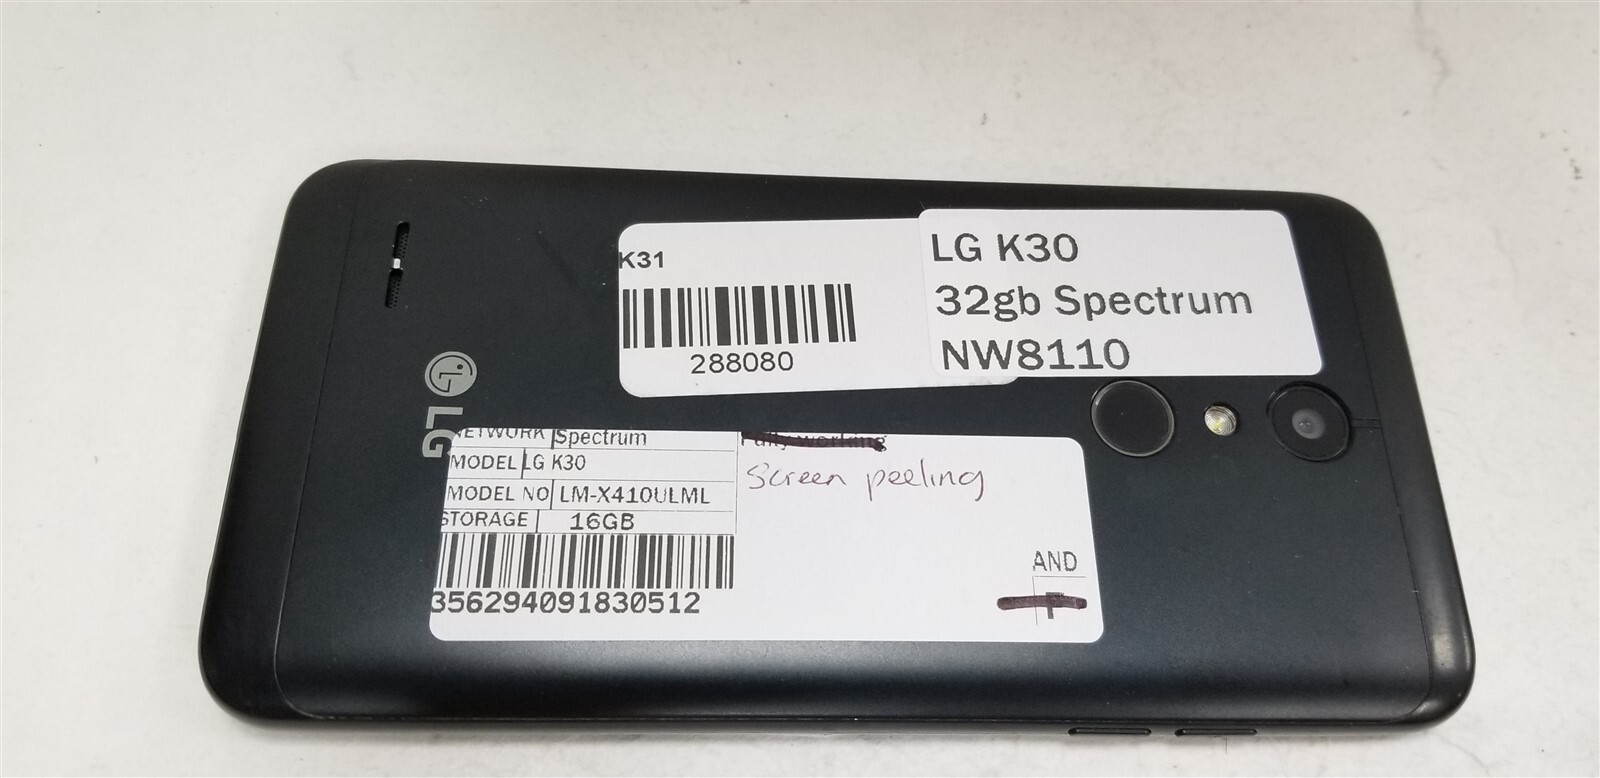 K31
288080
LG K30
32gb Spectrum
NW8110
LG
NETWORK Spectrum
MODEL LG K30
MODEL NO LM-X410ULML
STORAGE 16GB
356294091830512
Fully working
Screen peeling
AND
F